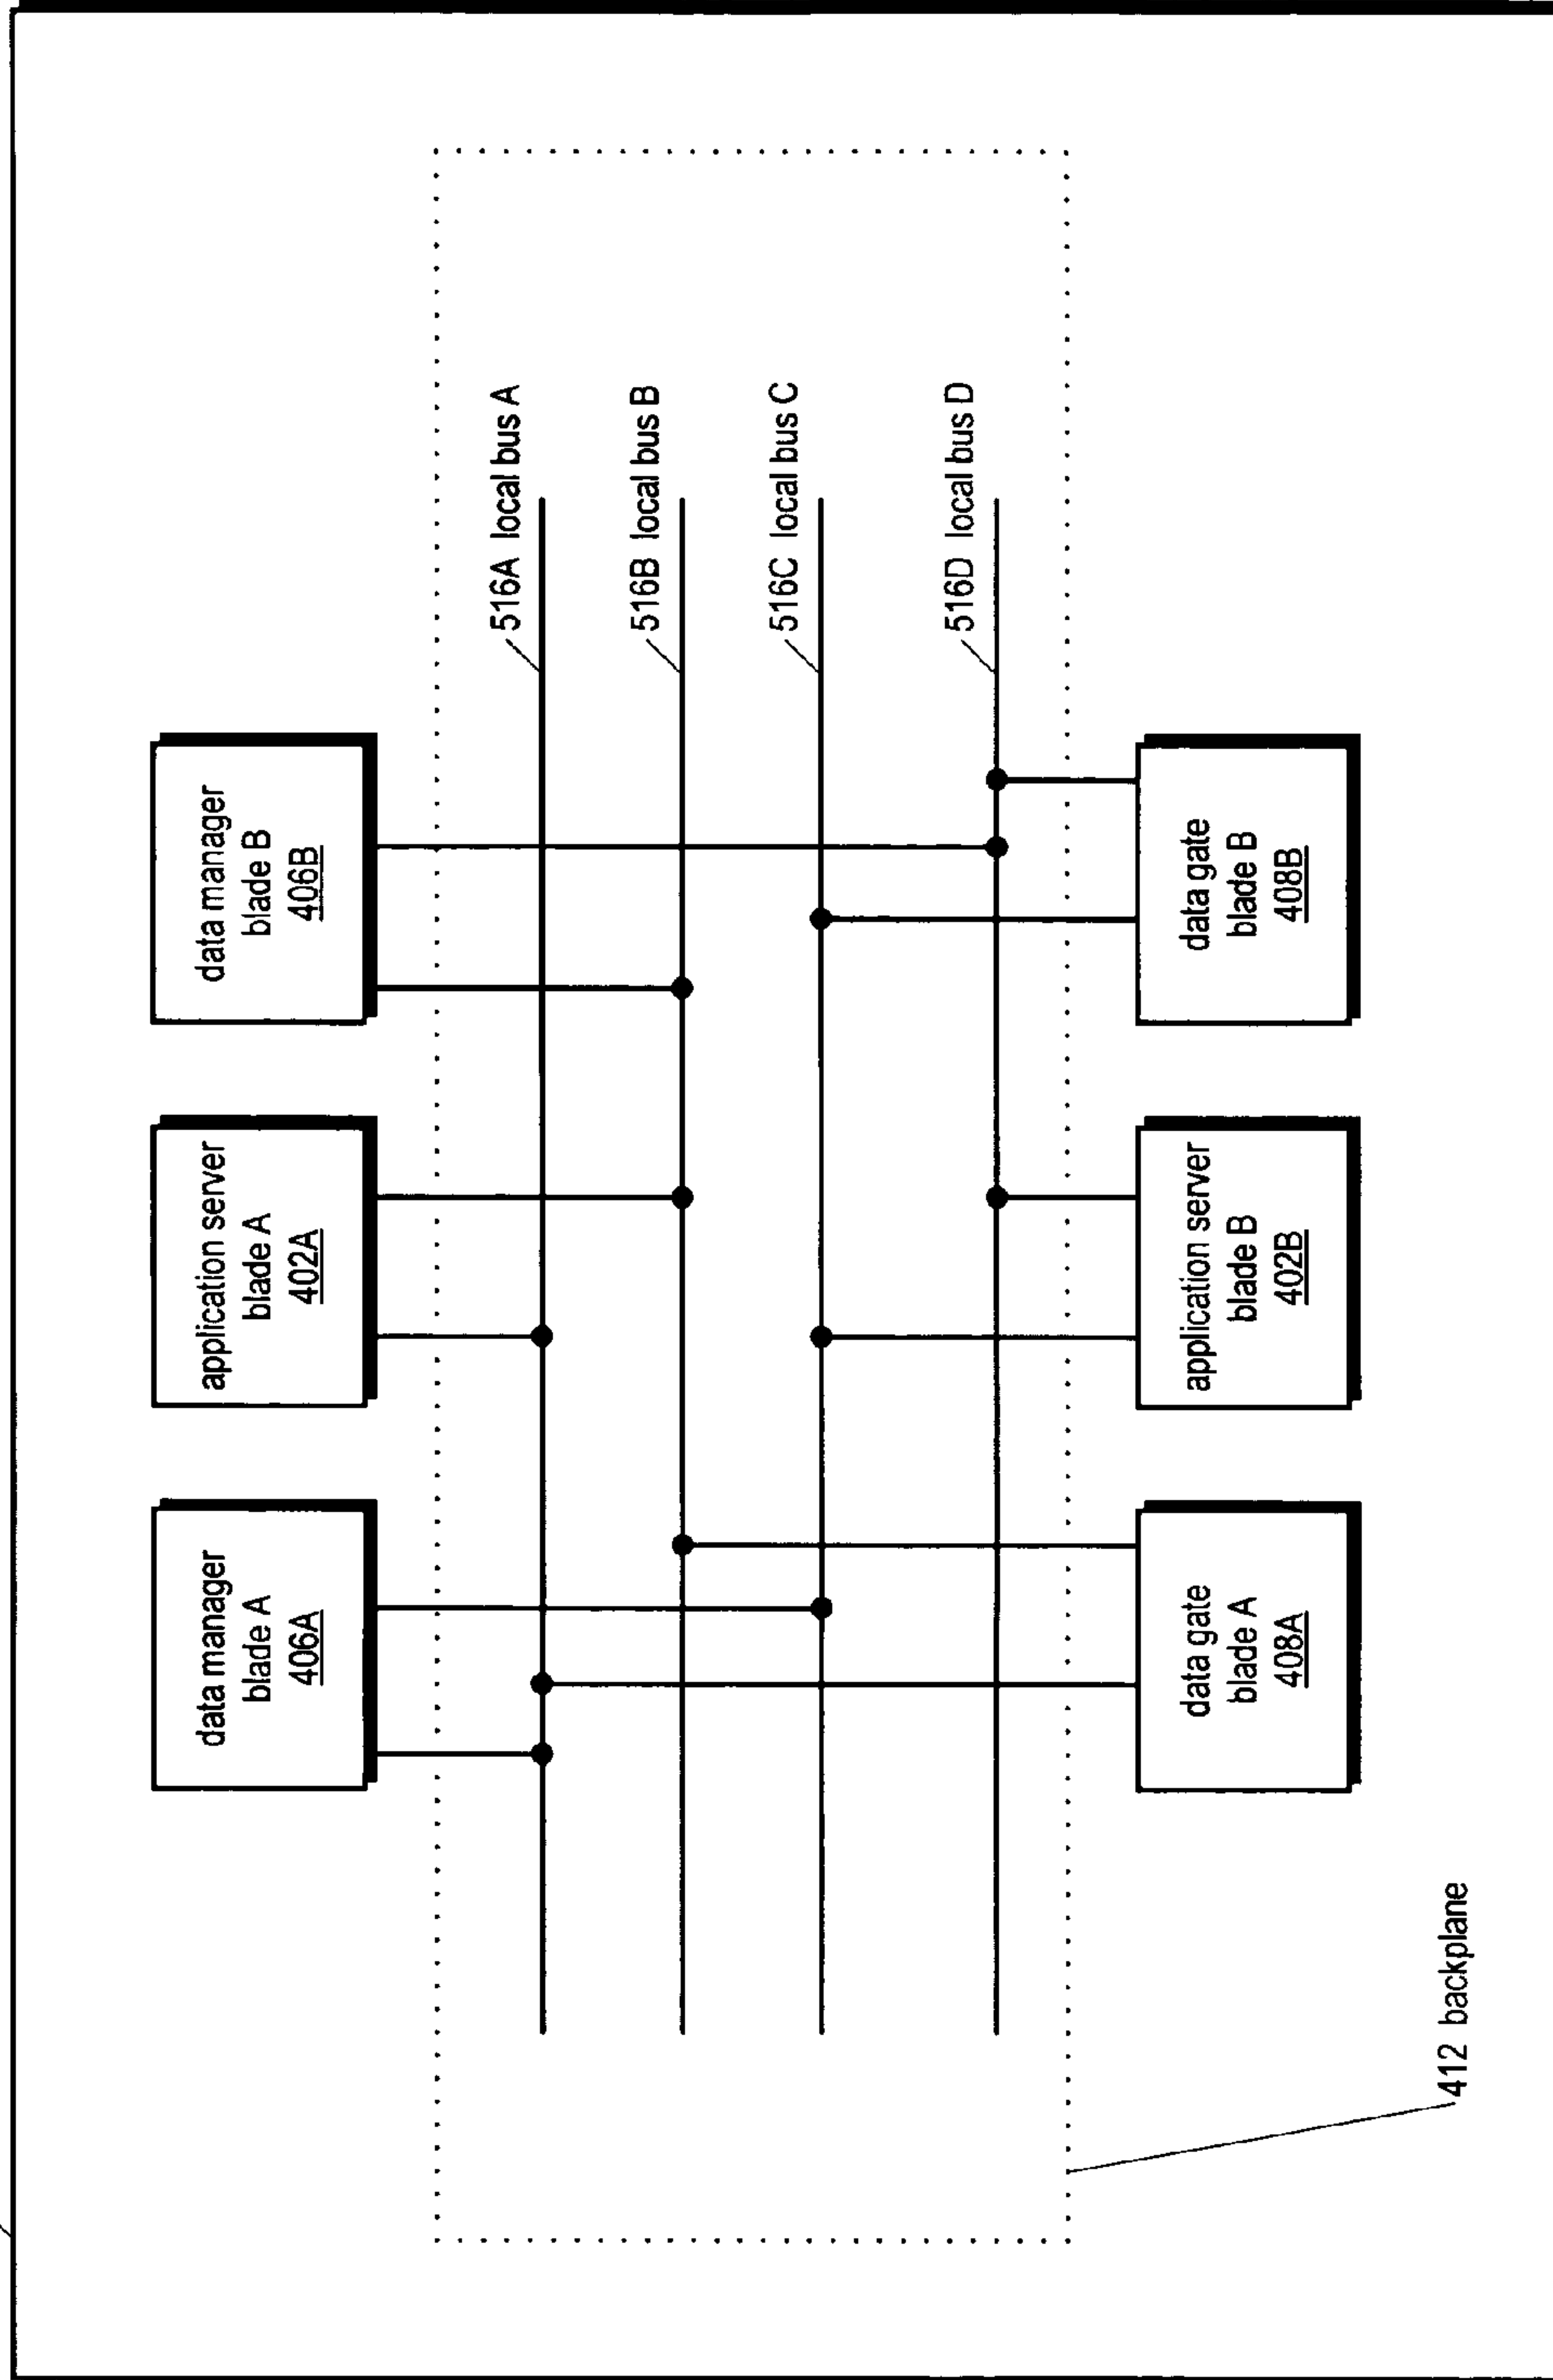 data manager
blade A
406A
application server
blade A
402A
data manager
blade B
406B
516A local bus A
516B local bus B
516C local bus C
516D local bus D
data gate
blade A
408A
application server
blade B
402B
data gate
blade B
408B
412 backplane